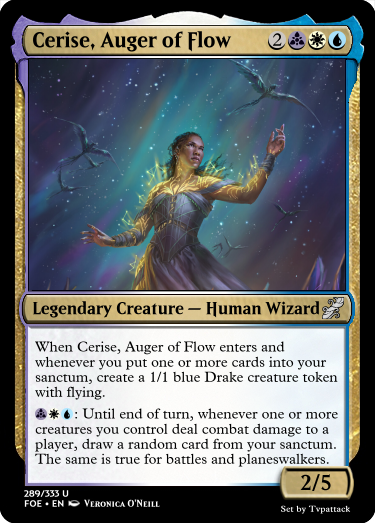 Cerise, Auger of Flow 2
Legendary Creature — Human Wizard
When Cerise, Auger of Flow enters and
whenever you put one or more cards into your
sanctum, create a 1/1 blue Drake creature token
with flying.
: Until end of turn, whenever one or more
creatures you control deal combat damage to a
player, draw a random card from your sanctum.
The same is true for battles and planeswalkers.
2/5
289/333 U
FOE • EN VERONICA O'NEILL
Set by Tvpattack